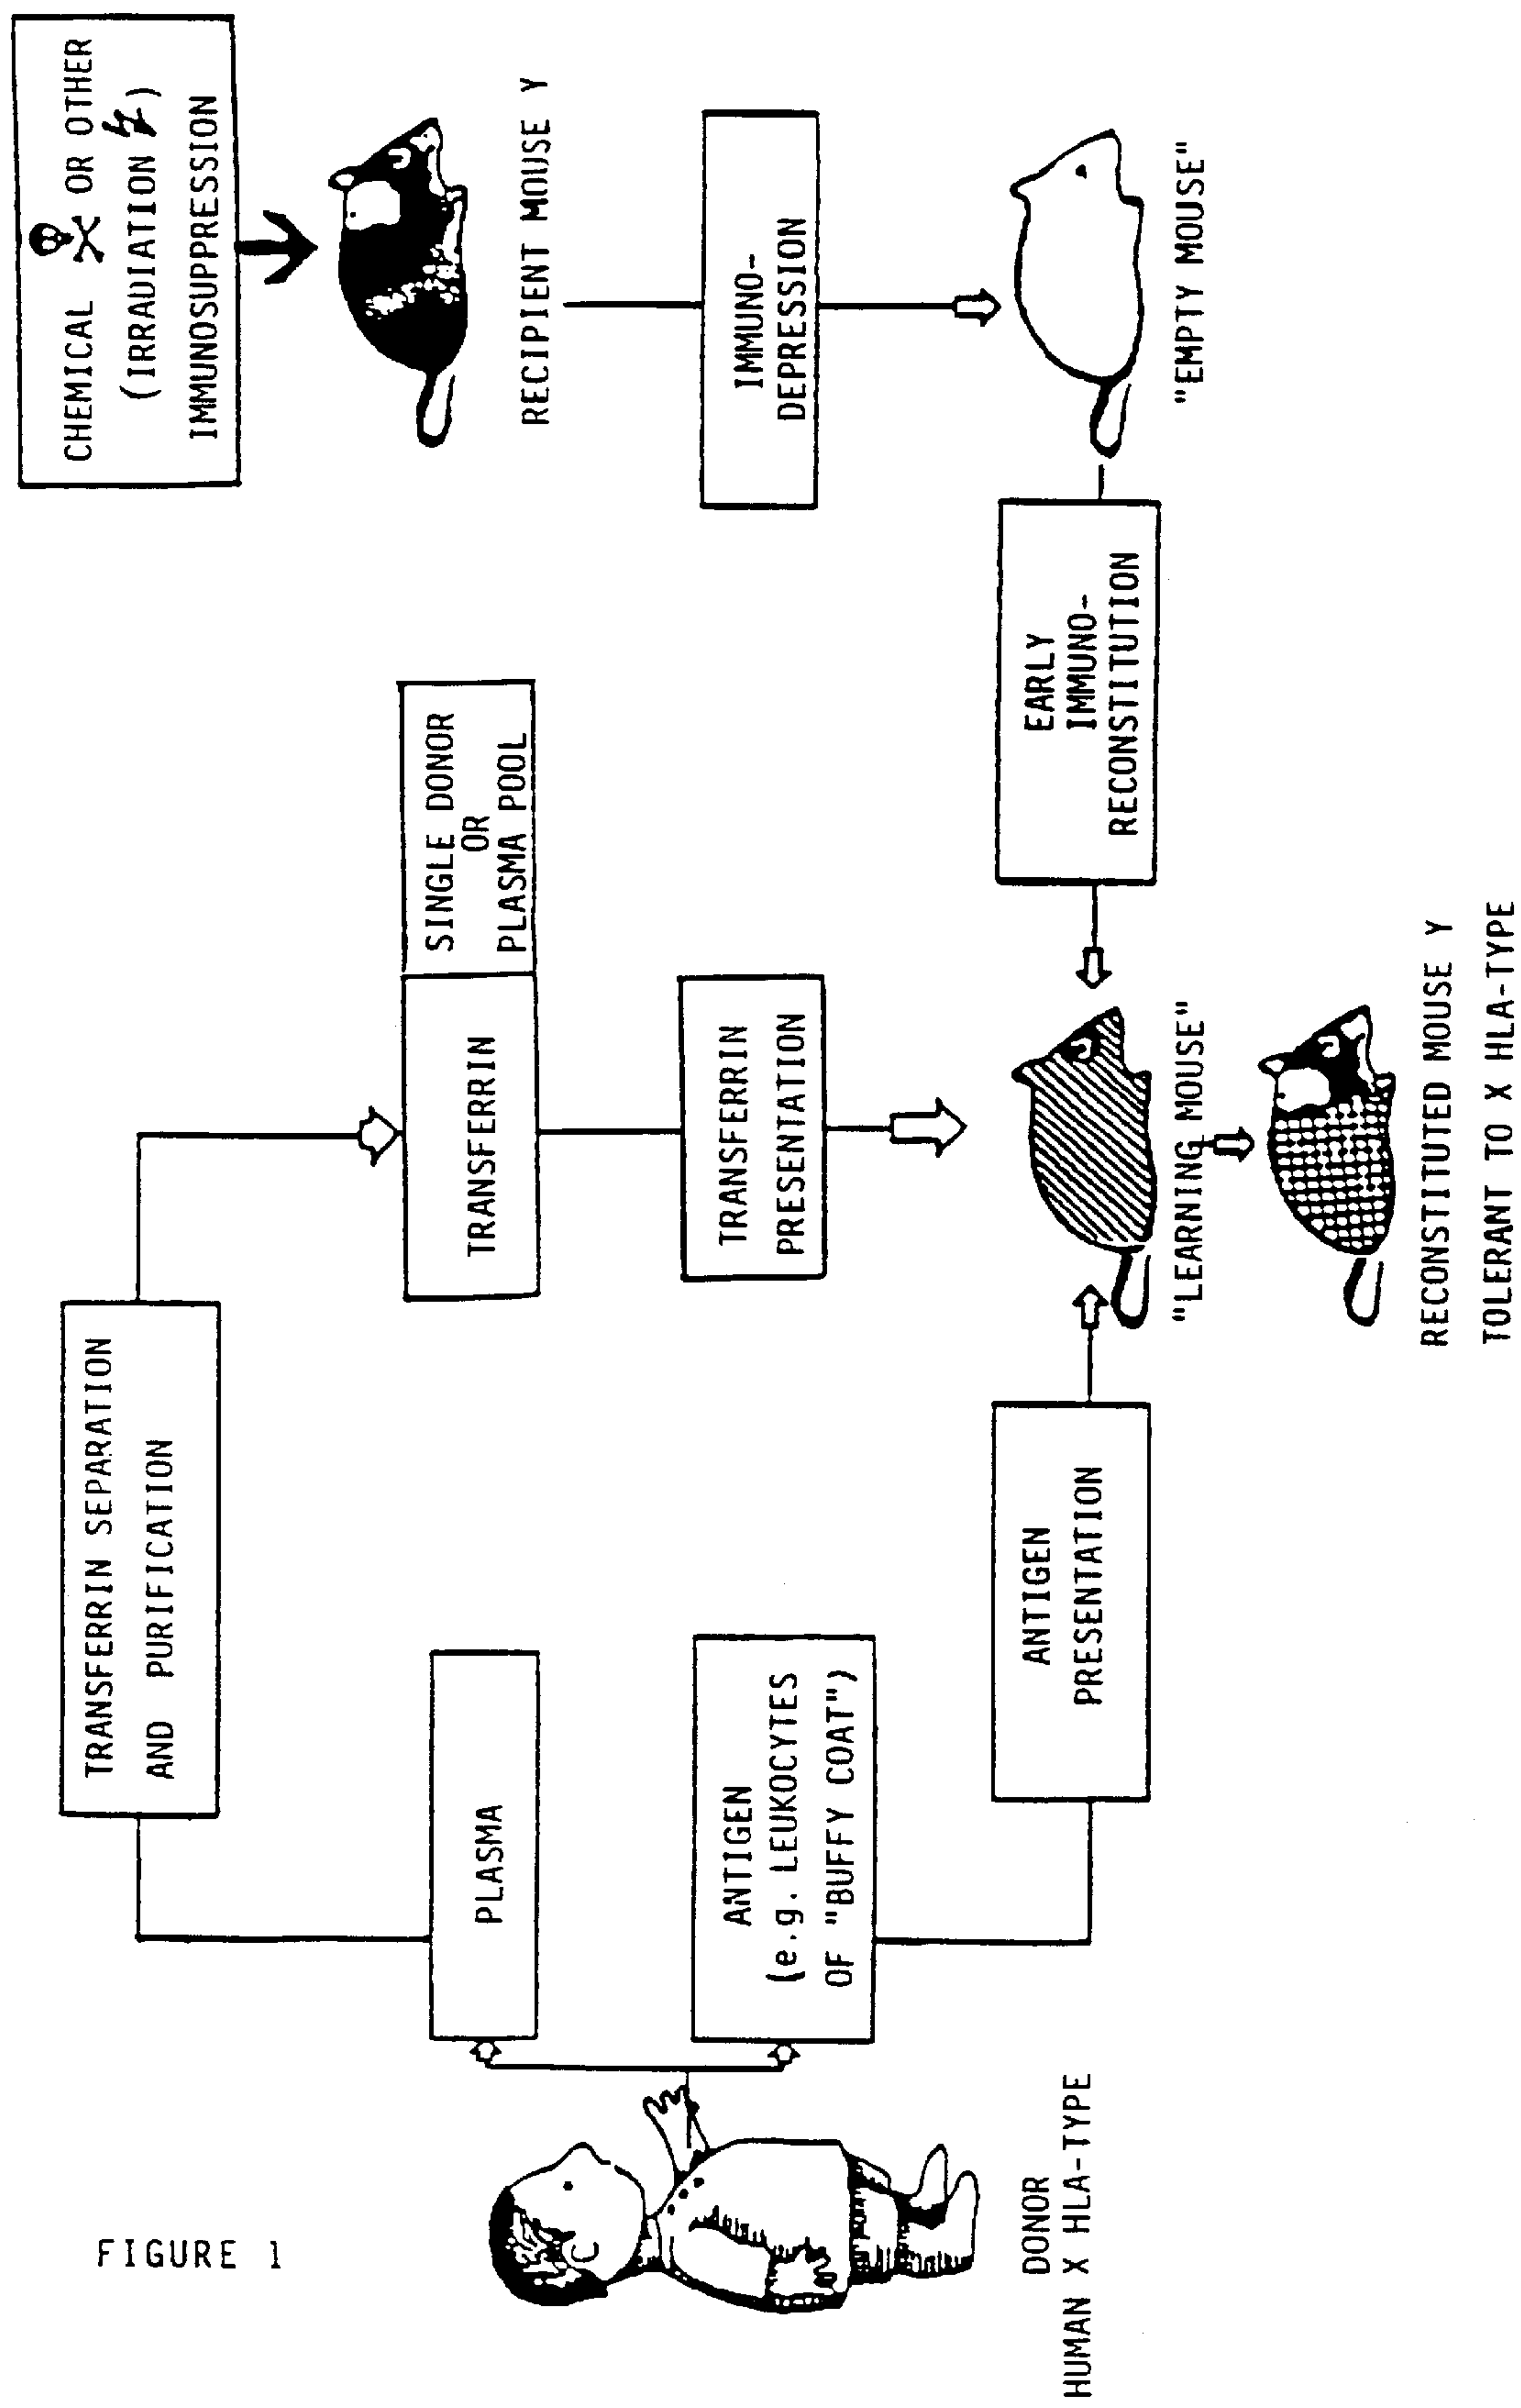 FIGURE 1
DONOR
HUMAN X HLA-TYPE
PLASMA
ANTIGEN
(e.g. LEUKOCYTES
OF "BUFFY COAT")
TRANSFERRIN SEPARATION
AND PURIFICATION
TRANSFERRIN
SINGLE DONOR
OR
PLASMA POOL
TRANSFERRIN
PRESENTATION
ANTIGEN
PRESENTATION
CHEMICAL OR OTHER
(IRRADIATION )
IMMUNOSUPPRESSION
RECIPIENT MOUSE Y
IMMUNO-
DEPRESSION
"EMPTY MOUSE"
EARLY
IMMUNO-
RECONSTITUTION
"LEARNING MOUSE"
RECONSTITUTED MOUSE Y
TOLERANT TO X HLA-TYPE